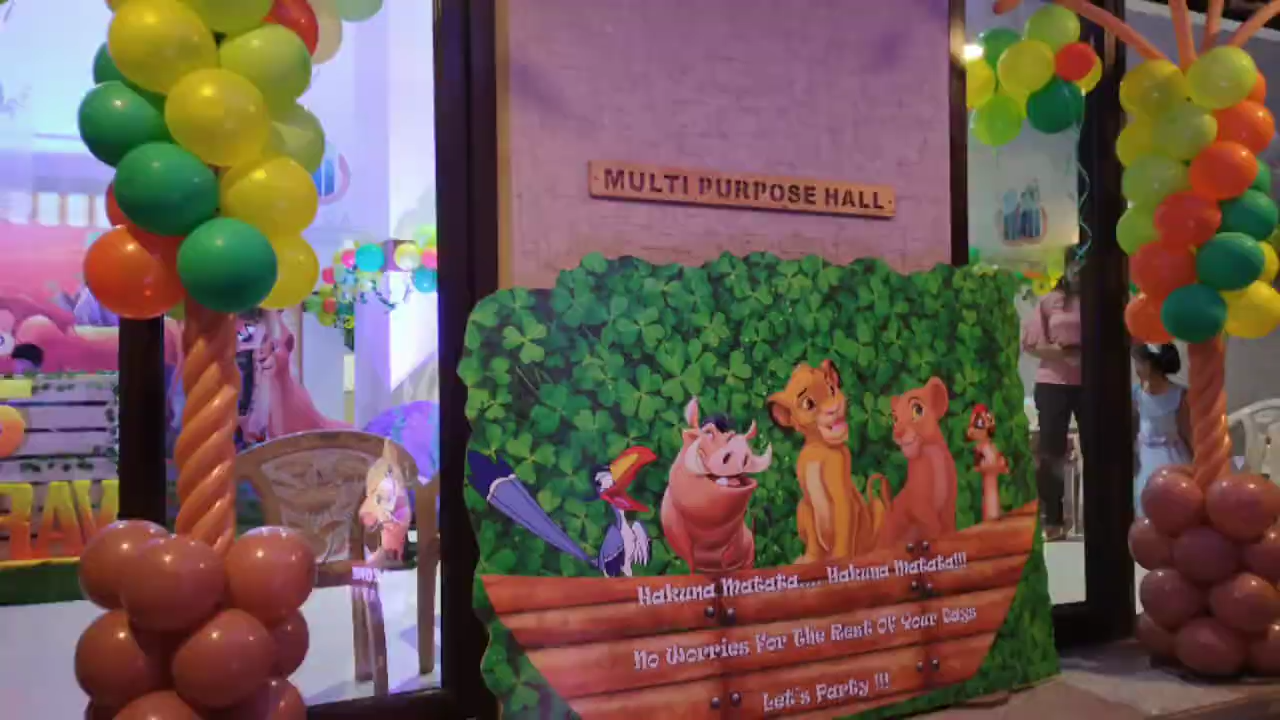 MULTI PURPOSE HALL
Hakuna Matata.... Hakuna Matata!!!
No Worries For The Rest Of Your Days
Let's Party !!!